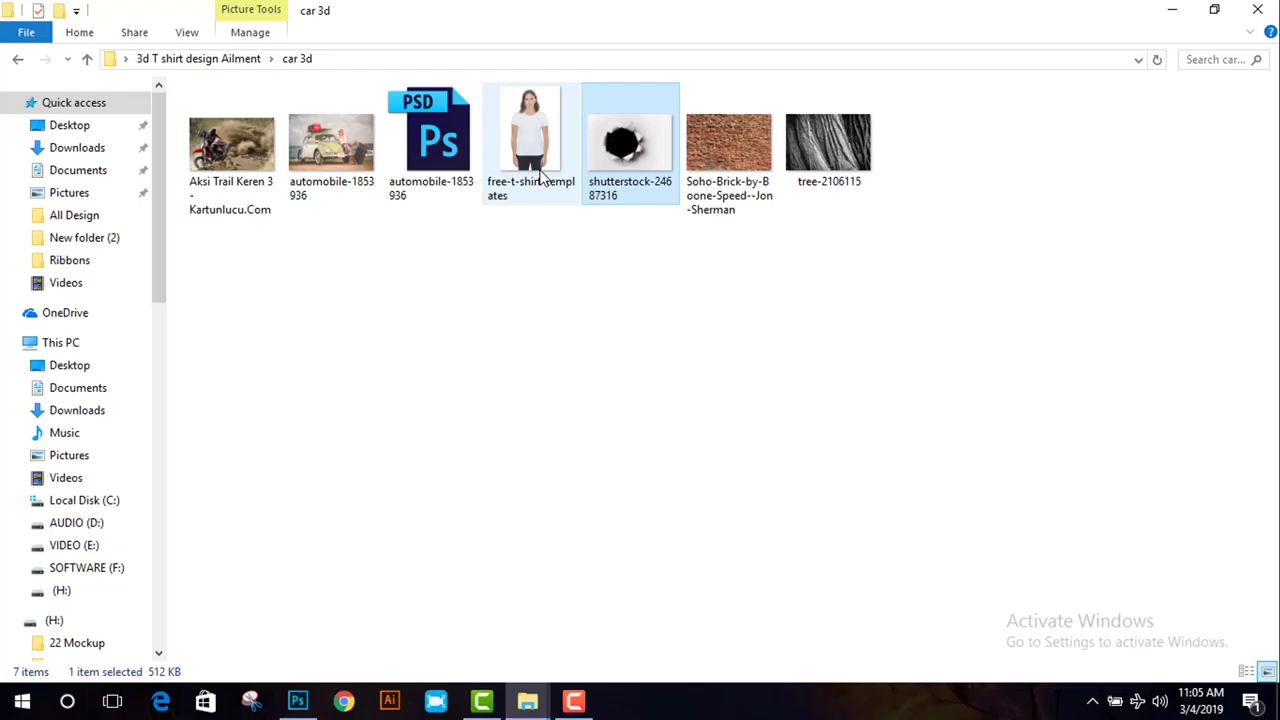 Picture Tools
car 3d
File
Home
Share
View
Manage
3d T shirt design Ailment
car 3d
Search car...
Quick access
Desktop
Downloads
Documents
Pictures
All Design
New folder (2)
Ribbons
Videos
OneDrive
This PC
Desktop
Documents
Downloads
Music
Pictures
Videos
Local Disk (C:)
AUDIO (D:)
VIDEO (E:)
SOFTWARE (F:)
(H:)
(H:)
22 Mockup
Aksi Trail Keren 3
-
Kartunlucu.Com
automobile-1853
936
PSD
Ps
automobile-1853
936
free-t-shirt-templ
ates
shutterstock-246
87316
Soho-Brick-by-B
oone-Speed--Jon
-Sherman
tree-2106115
Activate Windows
Go to Settings to activate Windows.
7 items
1 item selected 512 KB
Ps
Ai
11:05 AM
3/4/2019
1